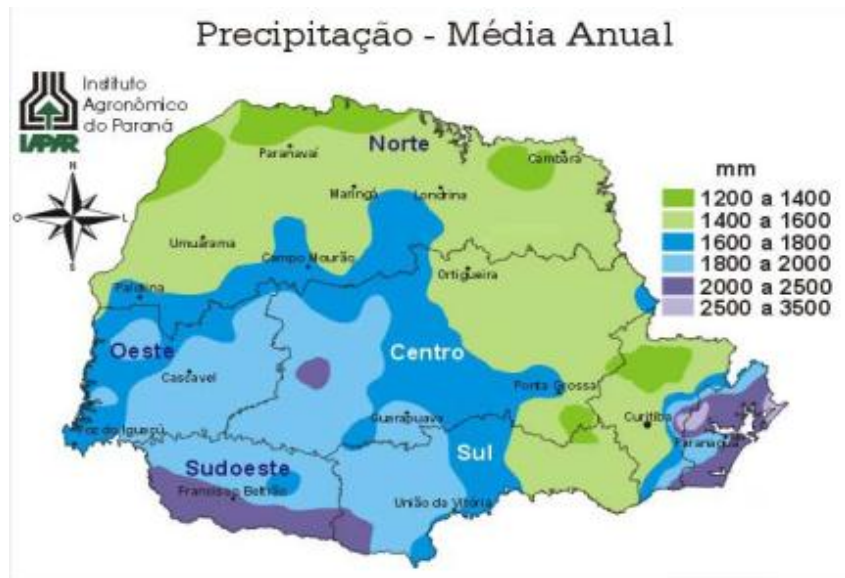 Precipitação - Média Anual
Instituto
Agronômico
do Paraná
IAPAR
N
O
L
S
mm
1200 a 1400
1400 a 1600
1600 a 1800
1800 a 2000
2000 a 2500
2500 a 3500
Norte
Paranavaí
Cambára
Maringá
Londrina
Umuarama
Campo Mourão
Ortigueira
Palotina
Oeste
Centro
Cascavel
Ponta Grossa
Guarapuava
Curitiba
Foz do Iguaçú
Paranaguá
Sul
Sudoeste
Francisco Beltrão
União da Vitória